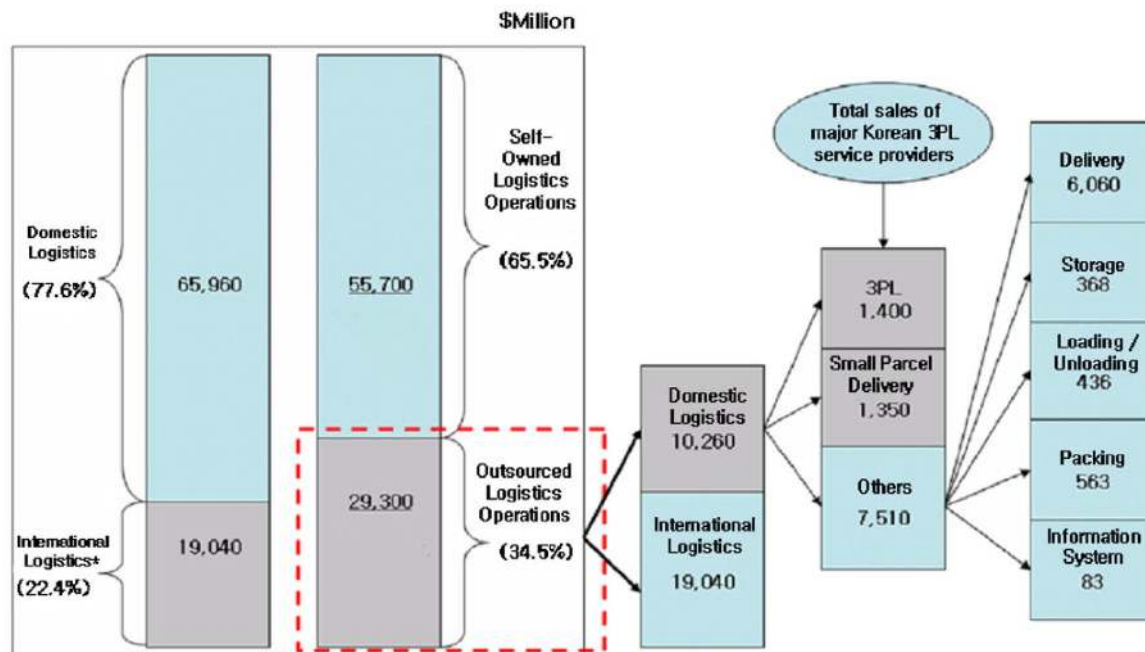 $Million
Domestic
Logistics
(77.6%)
65,960
International
Logistics*
(22.4%)
19,040
55,700
Self-
Owned
Logistics
Operations
(65.5%)
29,300
Outsourced
Logistics
Operations
(34.5%)
Domestic
Logistics
10,260
International
Logistics
19,040
Total sales of
major Korean 3PL
service providers
3PL
1,400
Small Parcel
Delivery
1,350
Others
7,510
Delivery
6,060
Storage
368
Loading /
Unloading
436
Packing
563
Information
System
83